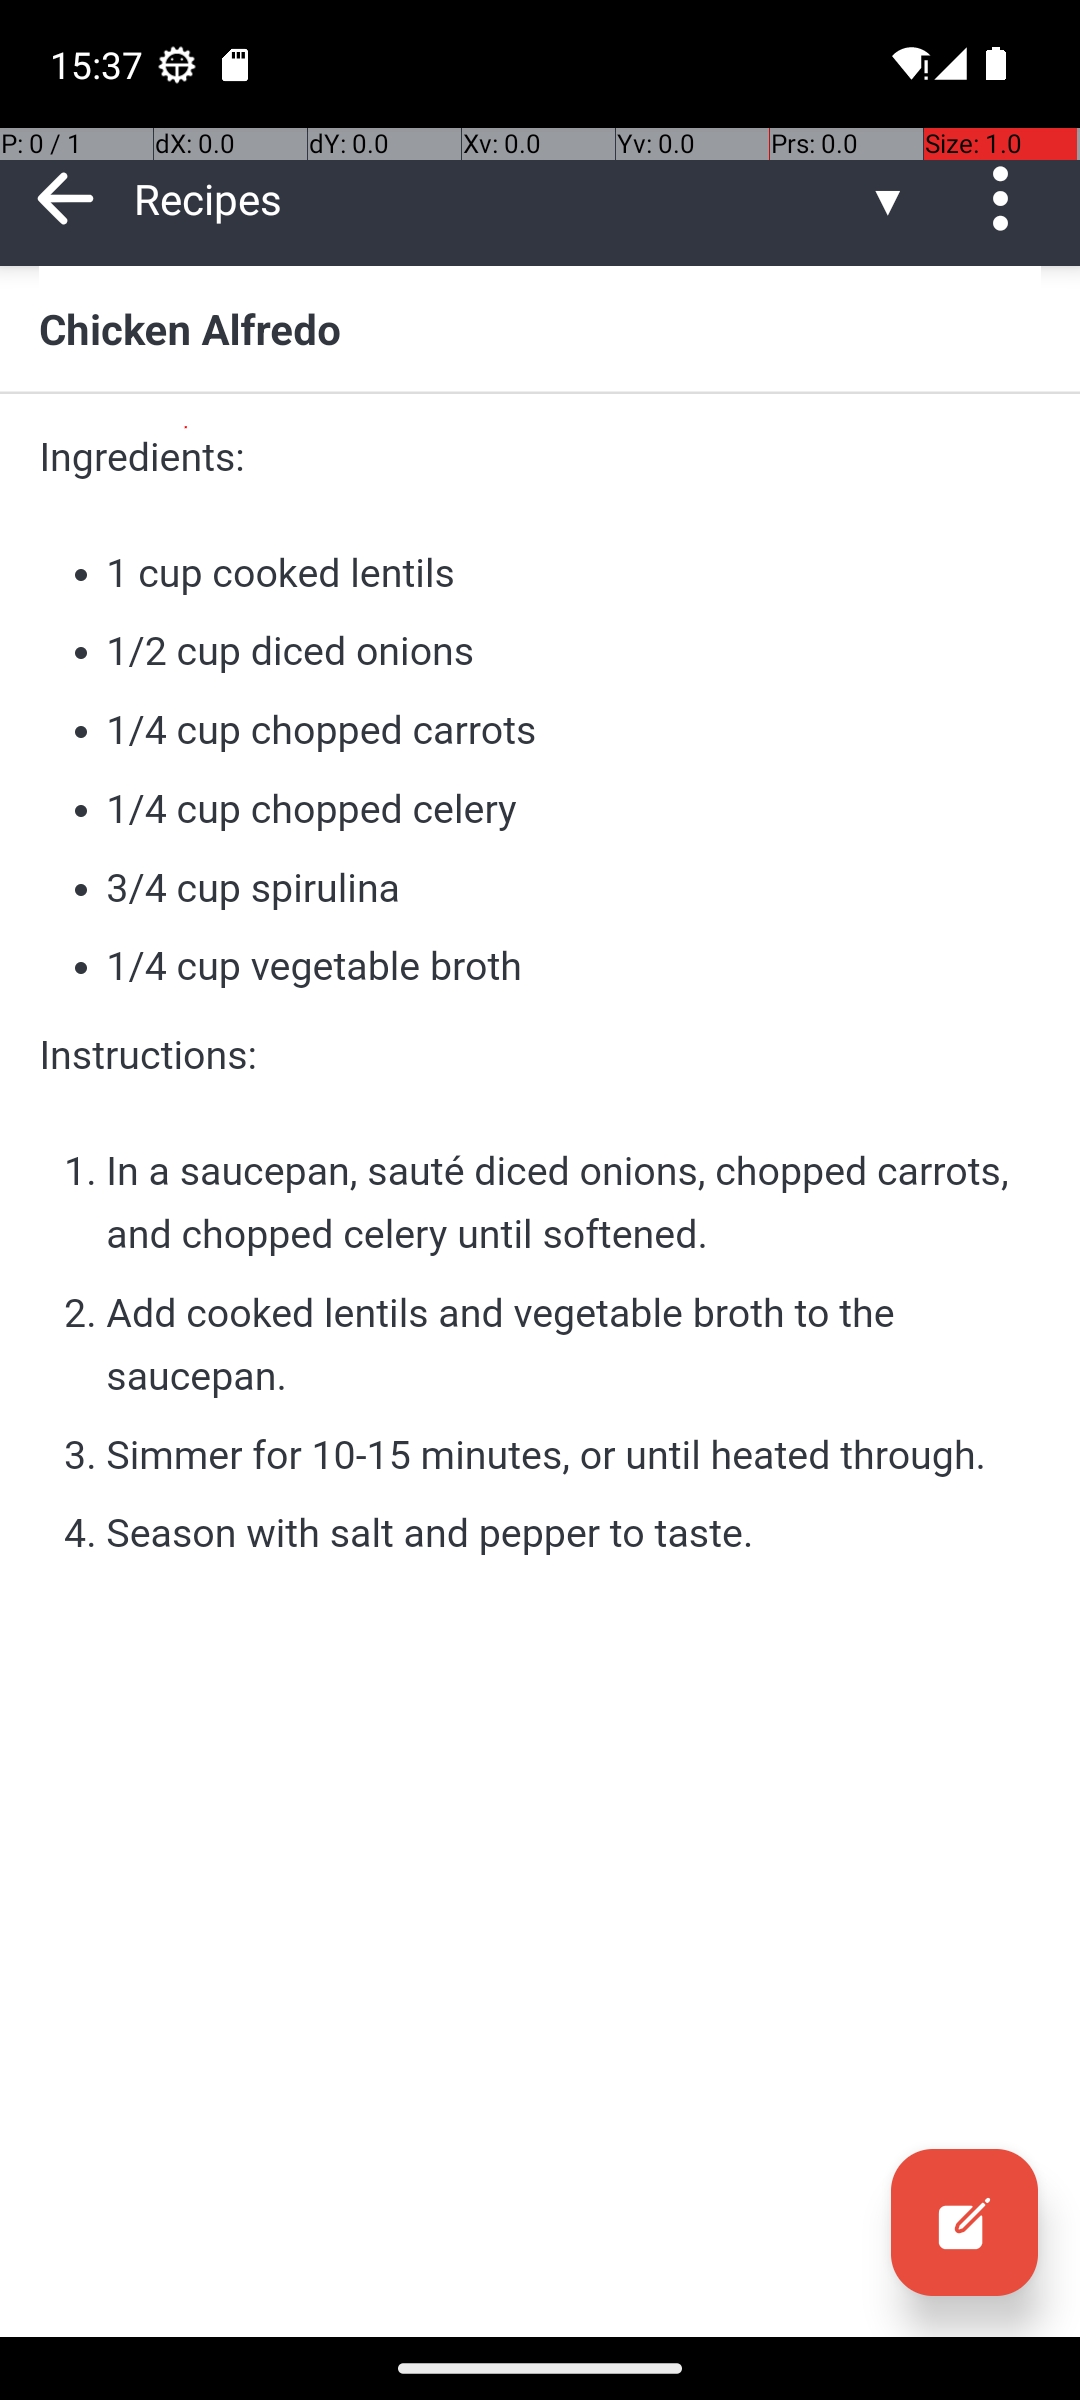 15:37
P: 0 / 1 dX: 0.0 dY: 0.0 Xv: 0.0 Yv: 0.0 Prs: 0.0 Size: 1.0
Recipes
Chicken Alfredo
Ingredients:
• 1 cup cooked lentils
• 1/2 cup diced onions
• 1/4 cup chopped carrots
• 1/4 cup chopped celery
• 3/4 cup spirulina
• 1/4 cup vegetable broth
Instructions:
1. In a saucepan, sauté diced onions, chopped carrots,
and chopped celery until softened.
2. Add cooked lentils and vegetable broth to the
saucepan.
3. Simmer for 10-15 minutes, or until heated through.
4. Season with salt and pepper to taste.